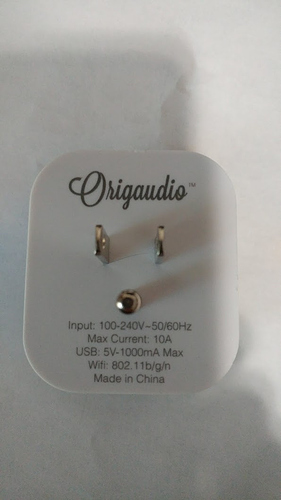 Origaudio™
Input: 100-240V~50/60Hz
Max Current: 10A
USB: 5V-1000mA Max
Wifi: 802.11b/g/n
Made in China